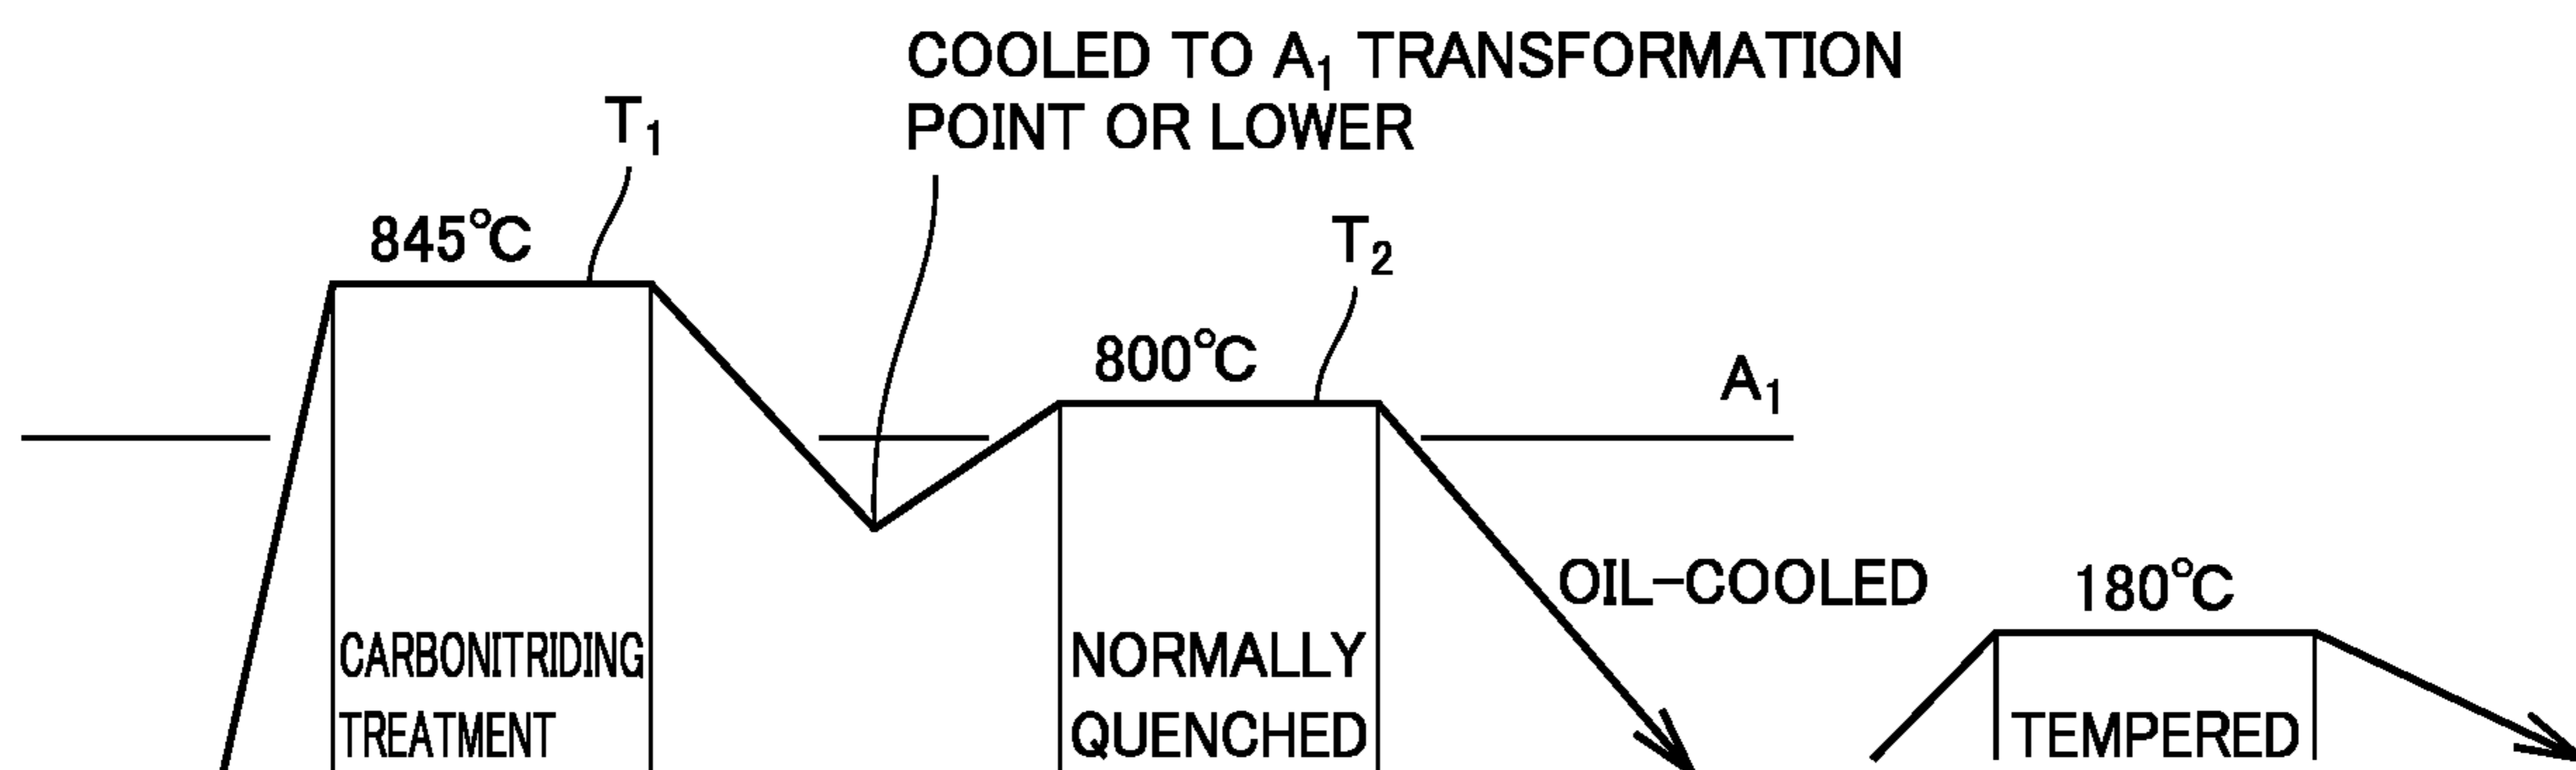 COOLED TO A₁ TRANSFORMATION
POINT OR LOWER
T₁
845℃
T₂
800℃
A₁
OIL-COOLED
180℃
CARBONITRIDING
TREATMENT
NORMALLY
QUENCHED
TEMPERED